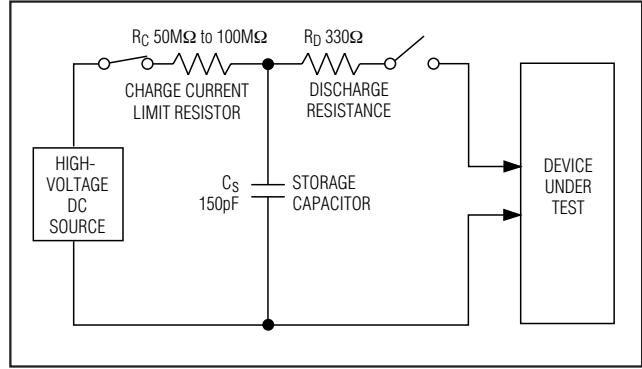 R_C 50MΩ to 100MΩ
CHARGE CURRENT
LIMIT RESISTOR
R_D 330Ω
DISCHARGE
RESISTANCE
HIGH-
VOLTAGE
DC
SOURCE
C_S
150pF
STORAGE
CAPACITOR
DEVICE
UNDER
TEST